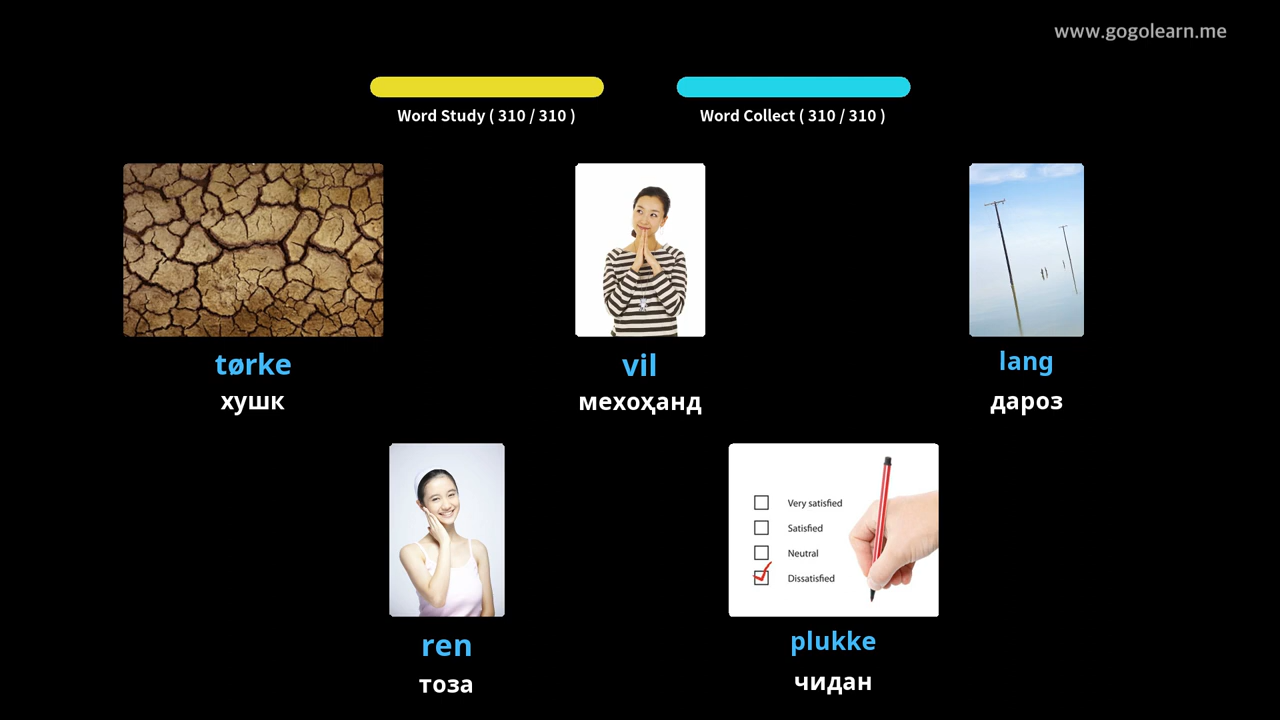 www.gogolearn.me
Word Study ( 310 / 310 )
Word Collect ( 310 / 310 )
tørke
хушк
vil
мехоҳанд
lang
дароз
Very satisfied
Satisfied
Neutral
Dissatisfied
ren
тоза
plukke
чидан